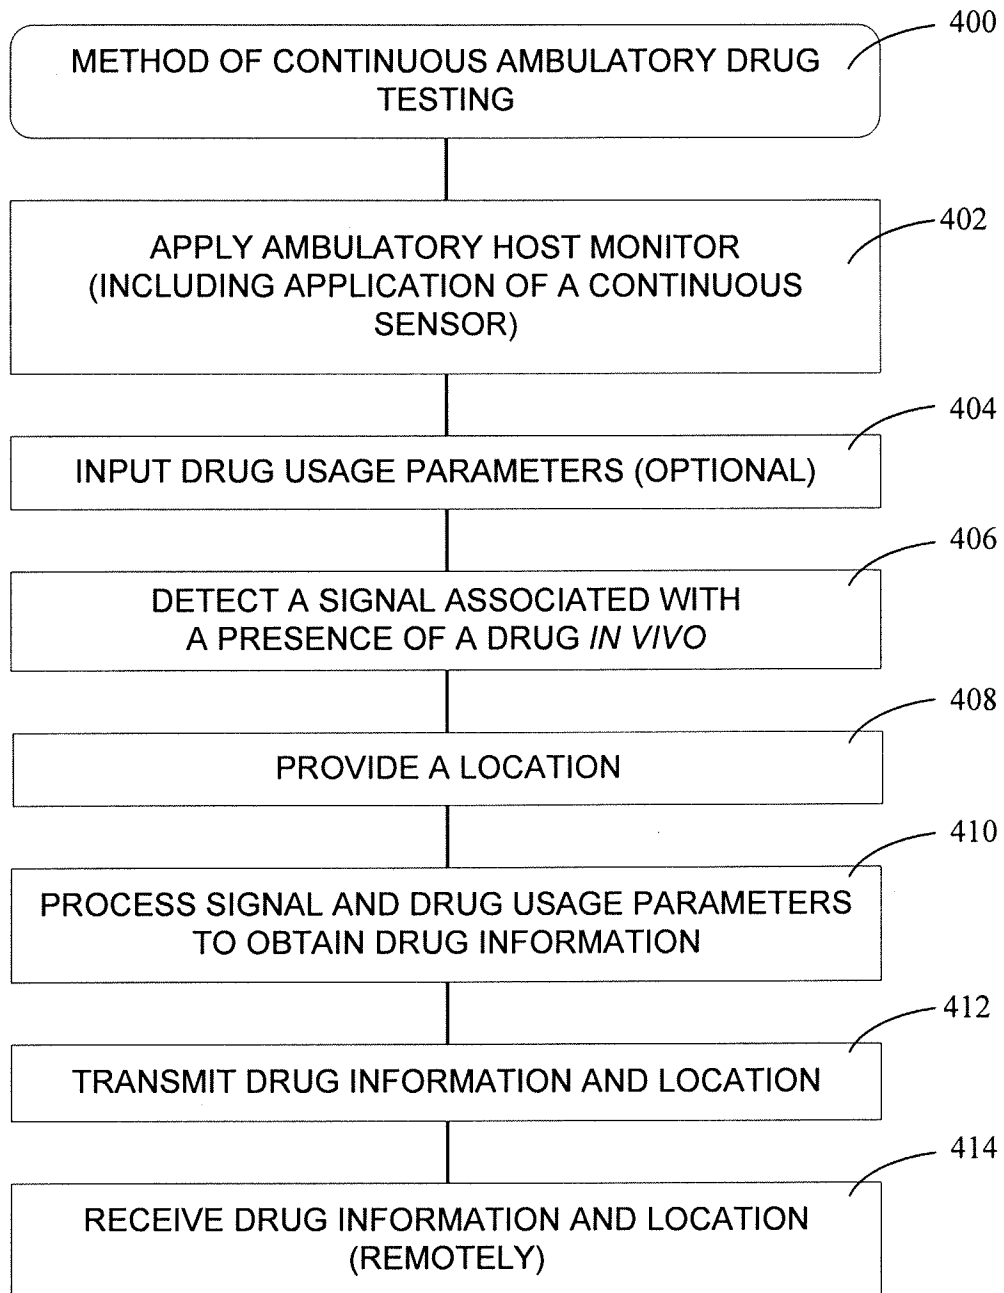 400
METHOD OF CONTINUOUS AMBULATORY DRUG
TESTING
402
APPLY AMBULATORY HOST MONITOR
(INCLUDING APPLICATION OF A CONTINUOUS
SENSOR)
404
INPUT DRUG USAGE PARAMETERS (OPTIONAL)
406
DETECT A SIGNAL ASSOCIATED WITH
A PRESENCE OF A DRUG IN VIVO
408
PROVIDE A LOCATION
410
PROCESS SIGNAL AND DRUG USAGE PARAMETERS
TO OBTAIN DRUG INFORMATION
412
TRANSMIT DRUG INFORMATION AND LOCATION
414
RECEIVE DRUG INFORMATION AND LOCATION
(REMOTELY)